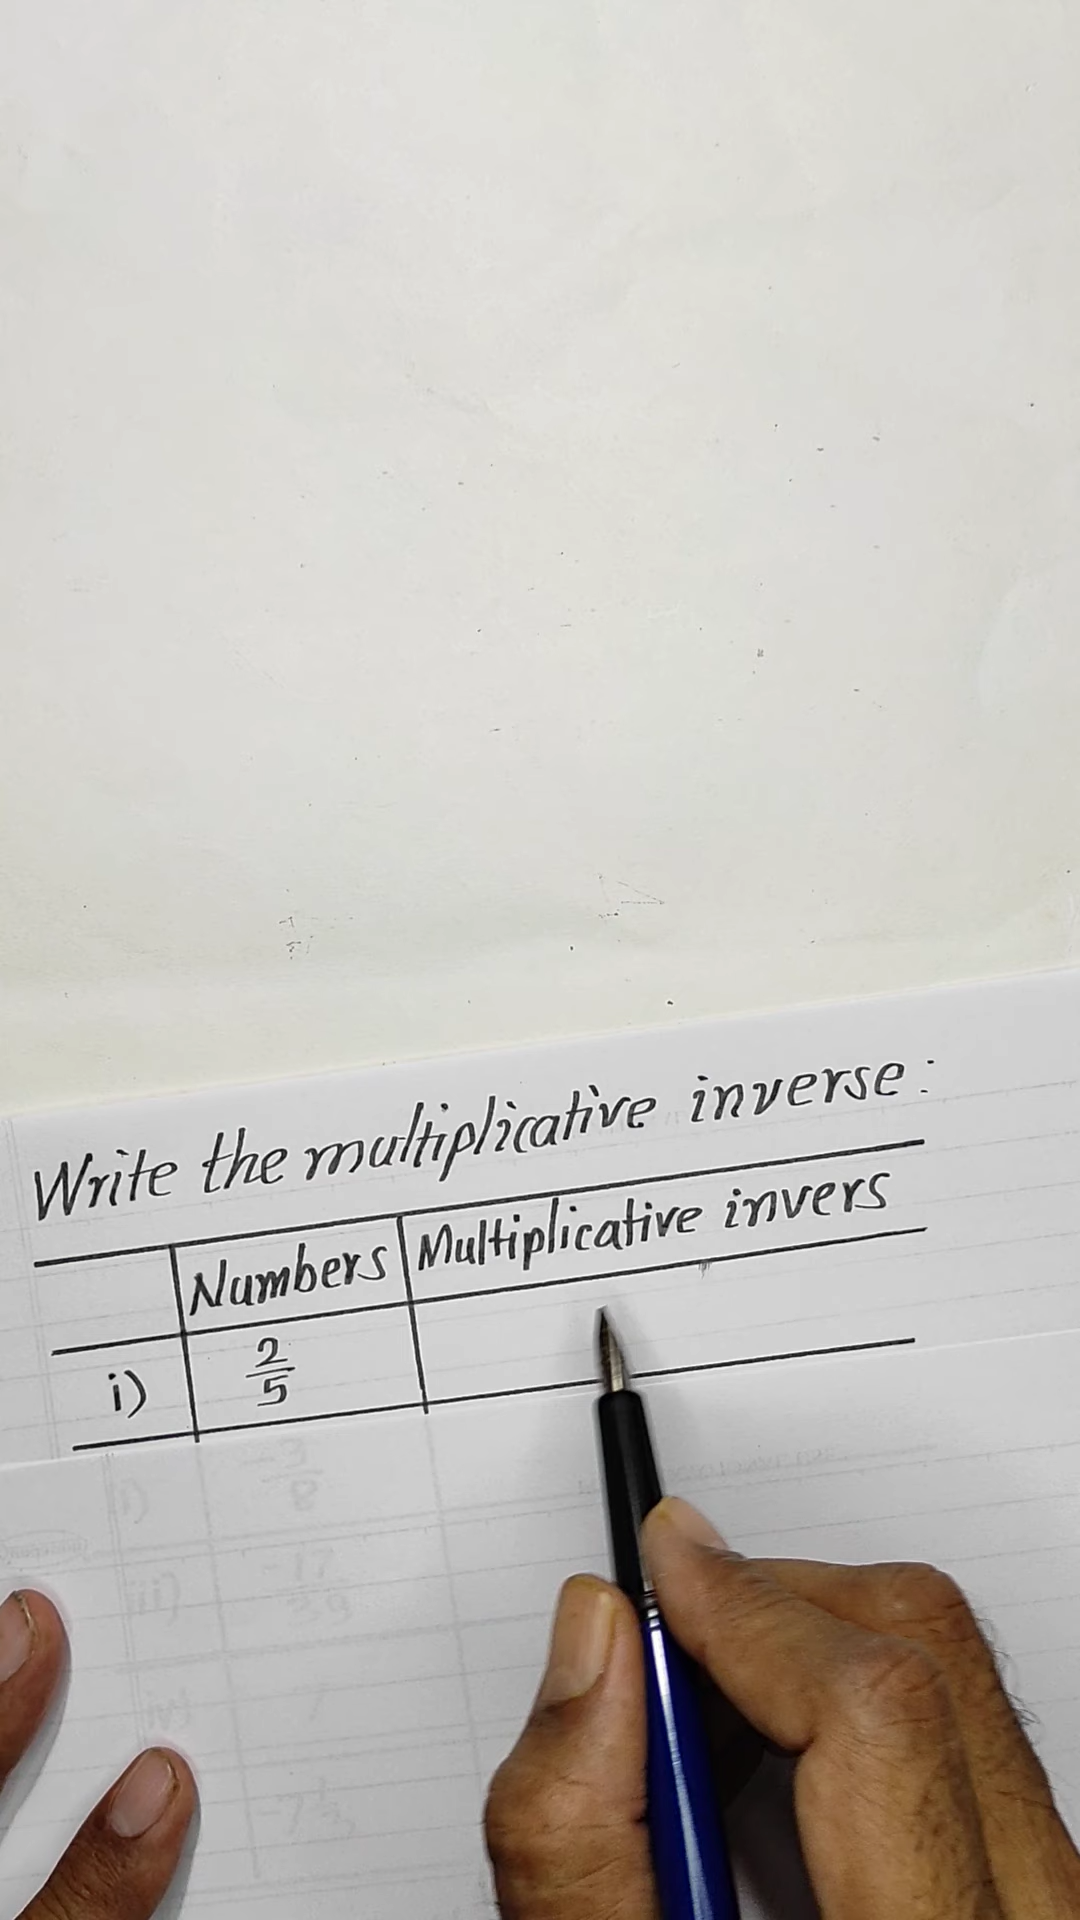 Write the multiplicative inverse:
Numbers Multiplicative invers
i) 2/5